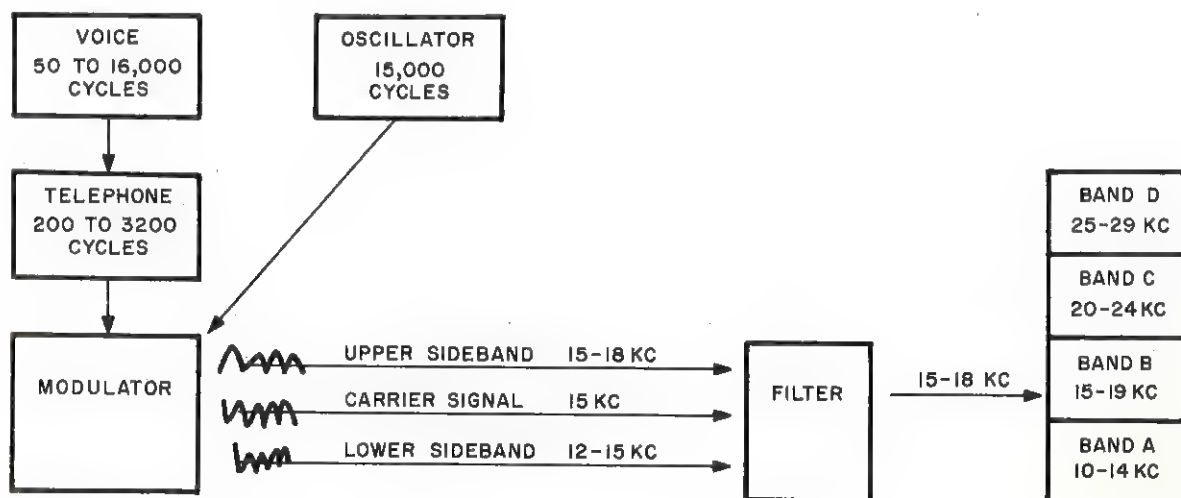 VOICE
50 TO 16,000
CYCLES
OSCILLATOR
15,000
CYCLES
TELEPHONE
200 TO 3200
CYCLES
MODULATOR
UPPER SIDEBAND 15-18 KC
CARRIER SIGNAL 15 KC
LOWER SIDEBAND 12-15 KC
FILTER
15-18 KC
BAND D
25-29 KC
BAND C
20-24 KC
BAND B
15-19 KC
BAND A
10-14 KC